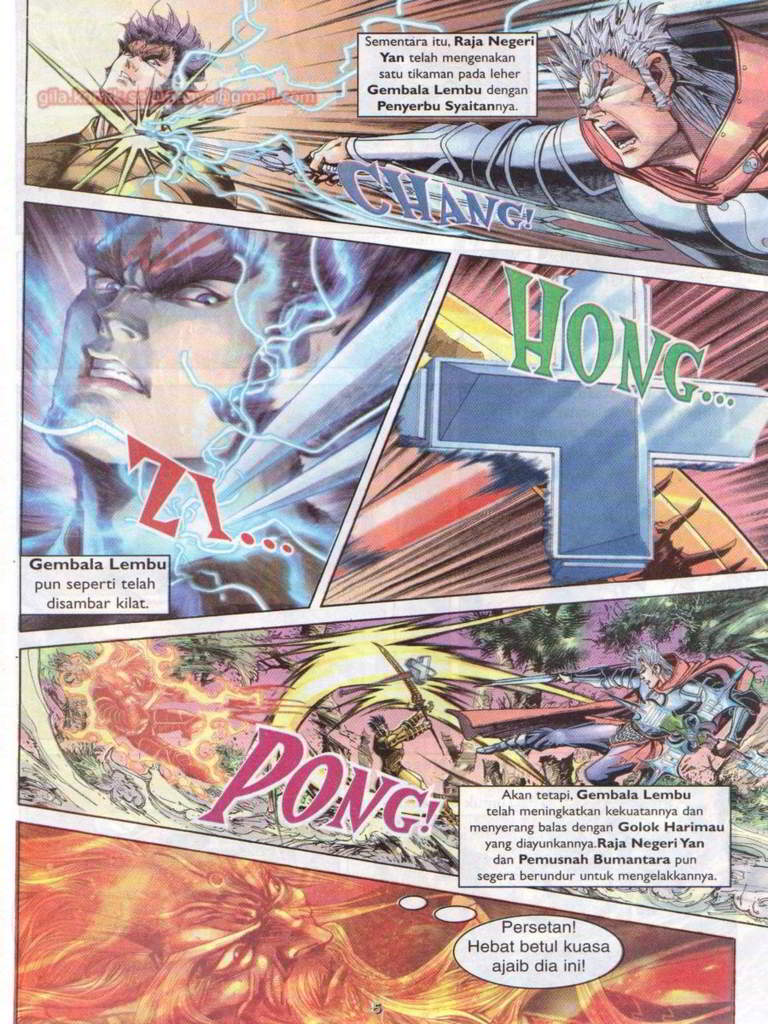 Sementara itu, Raja Negeri
Yan telah mengenakan
satu tikaman pada leher
Gembala Lembu dengan
Penyerbu Syaitannya.
CHANG!
HONG...
ZI...
Gembala Lembu
pun seperti telah
disambar kilat.
PONG!
Akan tetapi, Gembala Lembu
telah meningkatkan kekuatannya dan
menyerang balas dengan Golok Harimau
yang diayunkannya.Raja Negeri Yan
dan Pemusnah Bumantara pun
segera berundur untuk mengelakkannya.
Persetan!
Hebat betul kuasa
ajaib dia ini!
5